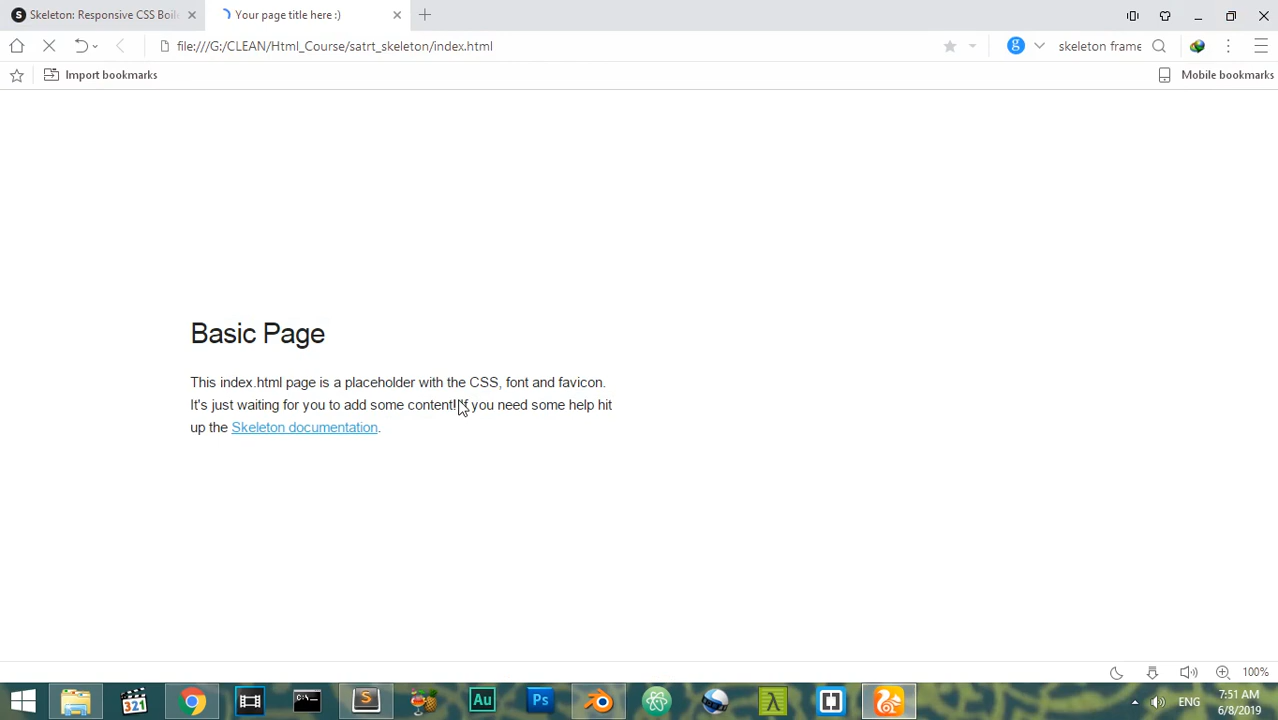 Skeleton: Responsive CSS Boil
Your page title here :)
file:///G:/CLEAN/Html_Course/satrt_skeleton/index.html
skeleton frame
Import bookmarks
Mobile bookmarks
Basic Page
This index.html page is a placeholder with the CSS, font and favicon.
It's just waiting for you to add some content! If you need some help hit
up the Skeleton documentation.
100%
7:51 AM
ENG
6/8/2019